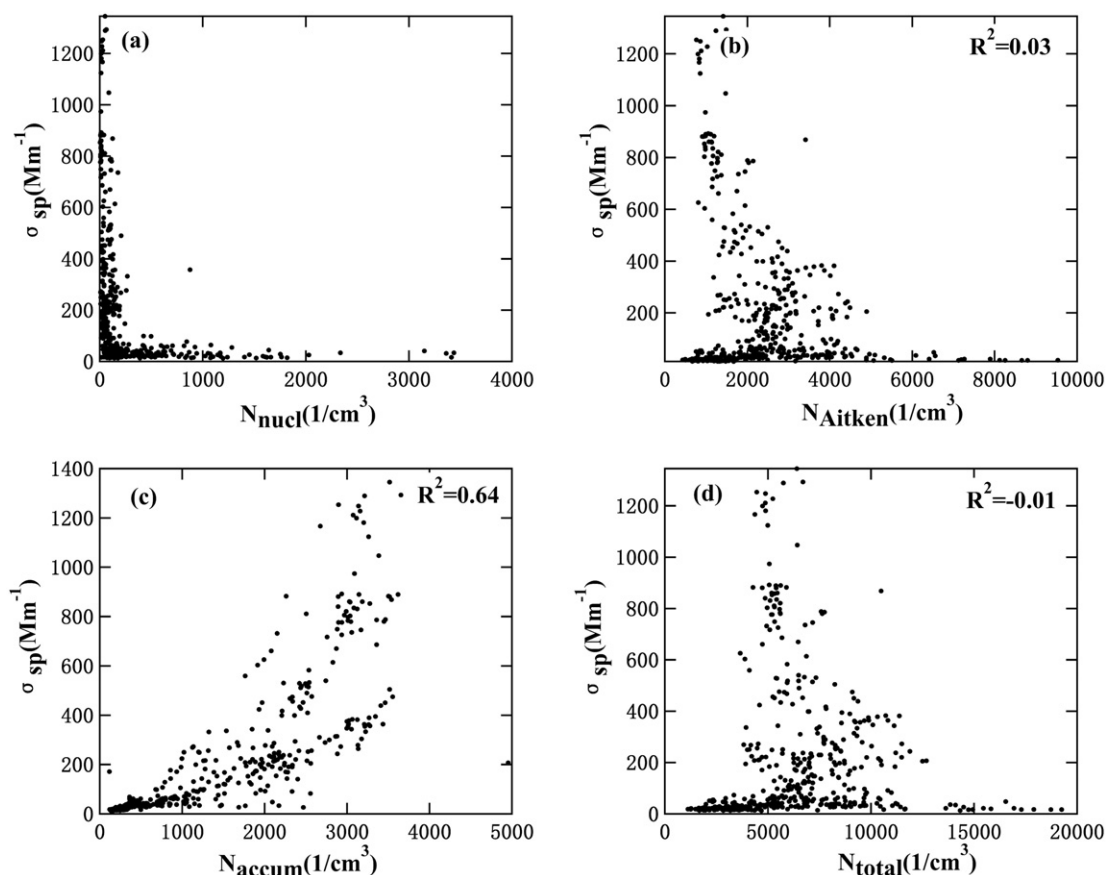 (a)
1200
1000
800
600
400
200
0
σ sp(Mm⁻¹)
0 1000 2000 3000 4000
N_nucl(1/cm³)
(b)
R²=0.03
1200
1000
800
600
400
200
σ sp(Mm⁻¹)
0 2000 4000 6000 8000 10000
N_Aitken(1/cm³)
(c)
R²=0.64
1400
1200
1000
800
600
400
200
0
σ sp(Mm⁻¹)
0 1000 2000 3000 4000 5000
N_accum(1/cm³)
(d)
R²=-0.01
1200
1000
800
600
400
200
0
σ sp(Mm⁻¹)
0 5000 10000 15000 20000
N_total(1/cm³)